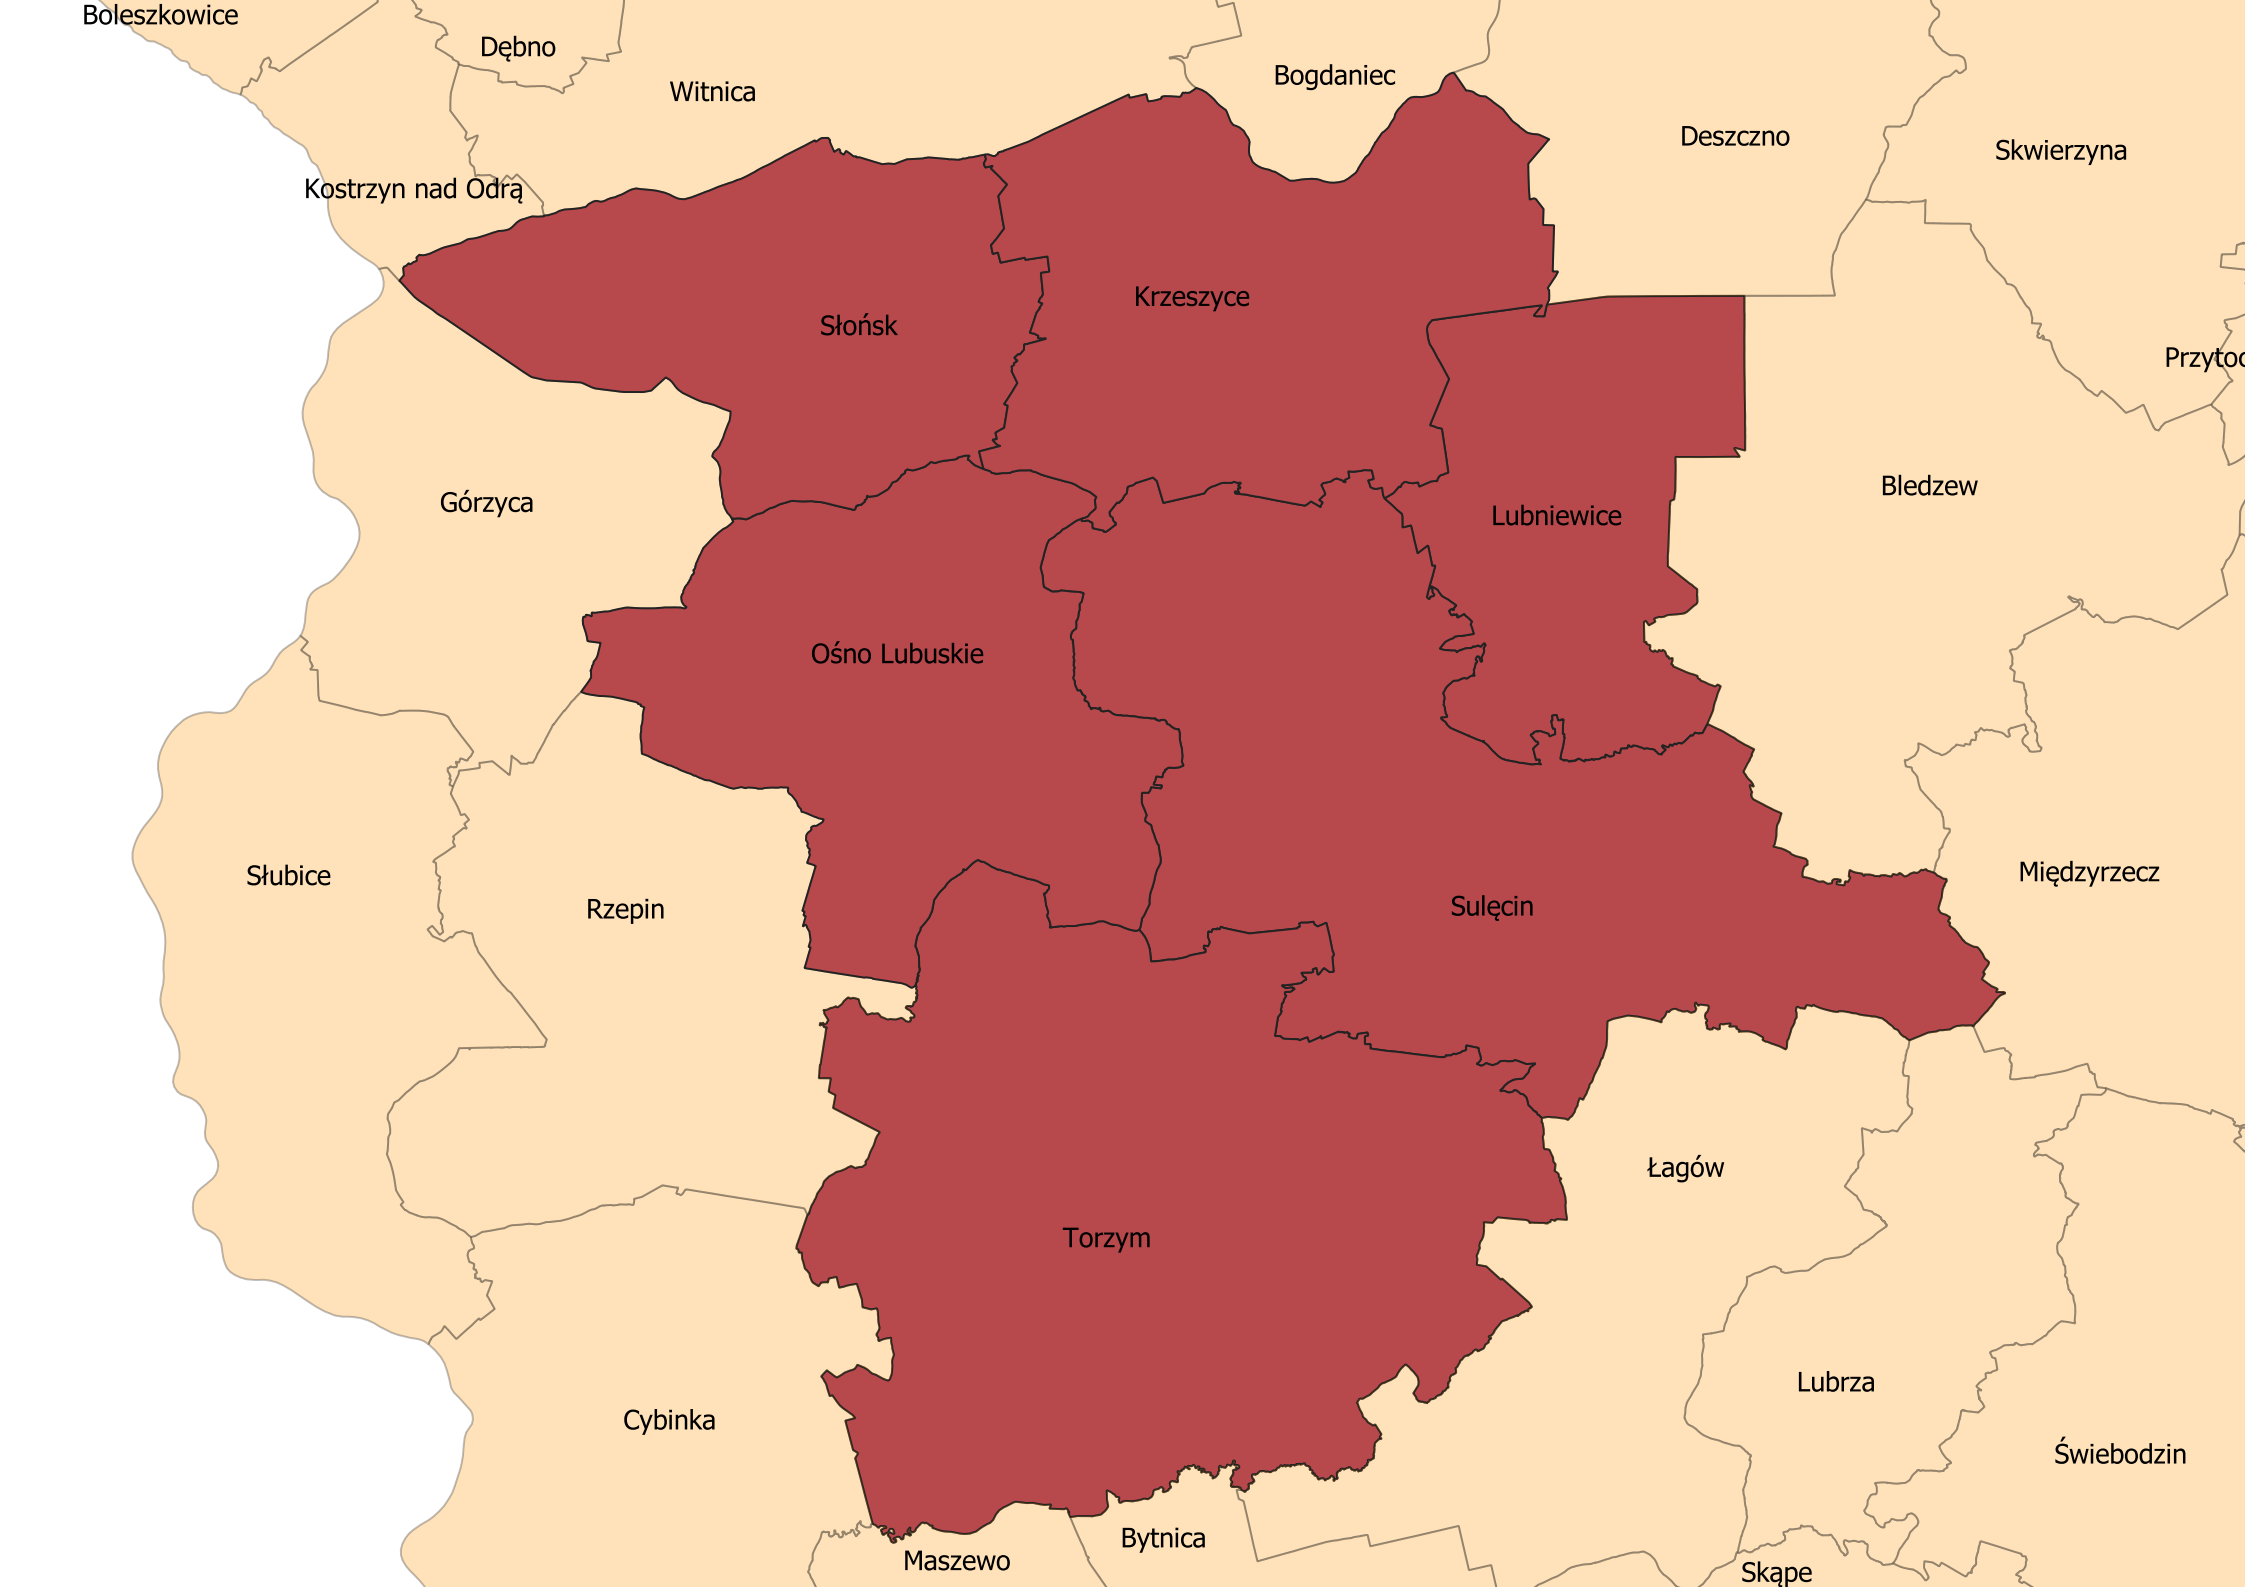 Boleszkowice
Dębno
Witnica
Bogdaniec
Deszczno
Skwierzyna
Kostrzyn nad Odrą
Słońsk
Krzeszyce
Przytoc
Górzyca
Lubniewice
Bledzew
Ośno Lubuskie
Słubice
Rzepin
Sulęcin
Międzyrzecz
Łagów
Torzym
Lubrza
Cybinka
Świebodzin
Bytnica
Maszewo
Skąpe